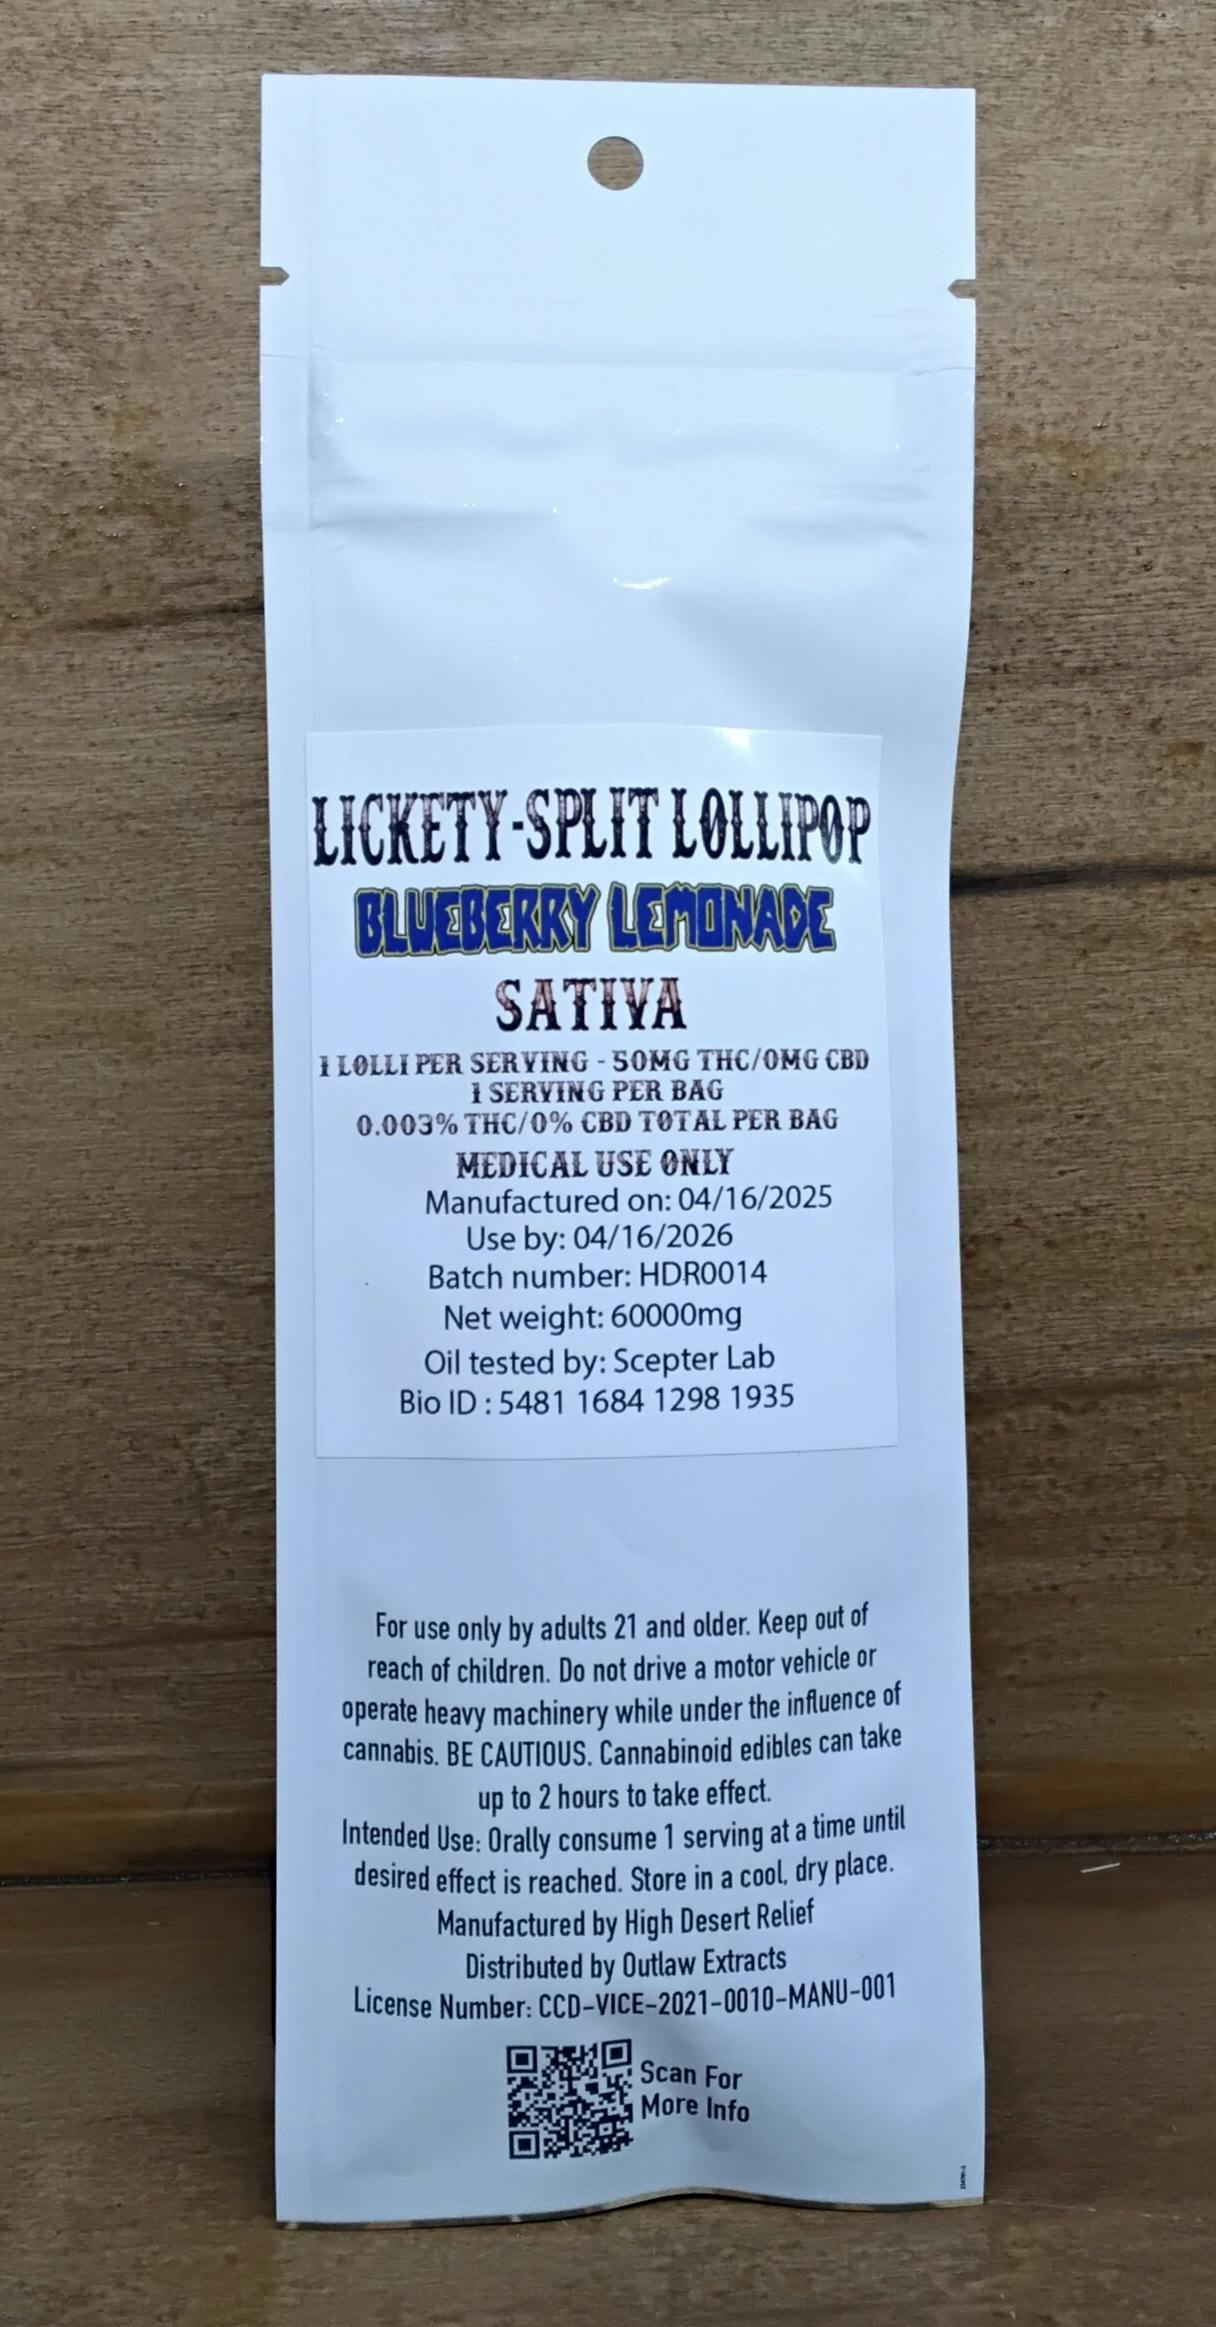 LICKETY-SPLIT LOLLIPOP
BLUEBERRY LEMONADE
SATIVA
1 LOLLI PER SERVING - 50MG THC/0MG CBD
1 SERVING PER BAG
0.003% THC/0% CBD TOTAL PER BAG
MEDICAL USE ONLY
Manufactured on: 04/16/2025
Use by: 04/16/2026
Batch number: HDR0014
Net weight: 60000mg
Oil tested by: Scepter Lab
Bio ID : 5481 1684 1298 1935
For use only by adults 21 and older. Keep out of
reach of children. Do not drive a motor vehicle or
operate heavy machinery while under the influence of
cannabis. BE CAUTIOUS. Cannabinoid edibles can take
up to 2 hours to take effect.
Intended Use: Orally consume 1 serving at a time until
desired effect is reached. Store in a cool, dry place.
Manufactured by High Desert Relief
Distributed by Outlaw Extracts
License Number: CCD-VICE-2021-0010-MANU-001
Scan For
More Info